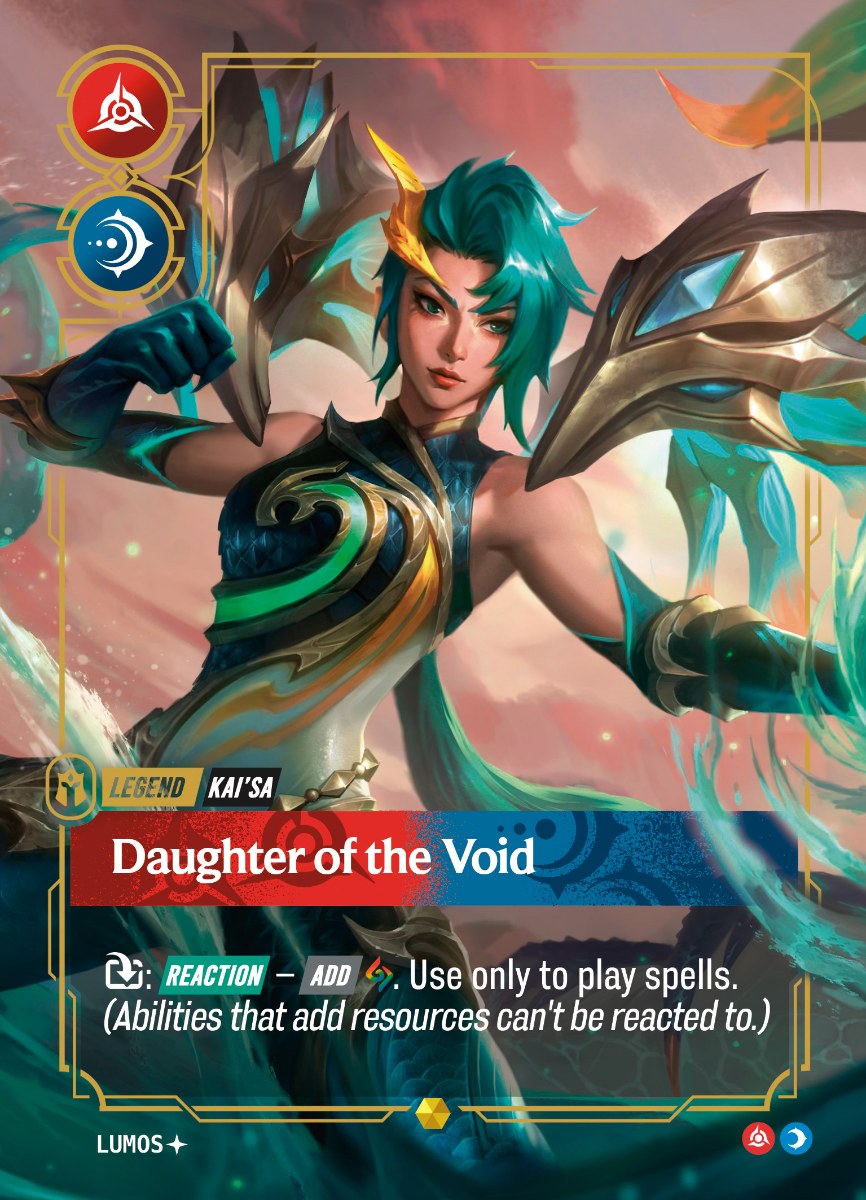 LEGEND KAI'SA
Daughter of the Void
: REACTION – ADD . Use only to play spells.
(Abilities that add resources can't be reacted to.)
LUMOS